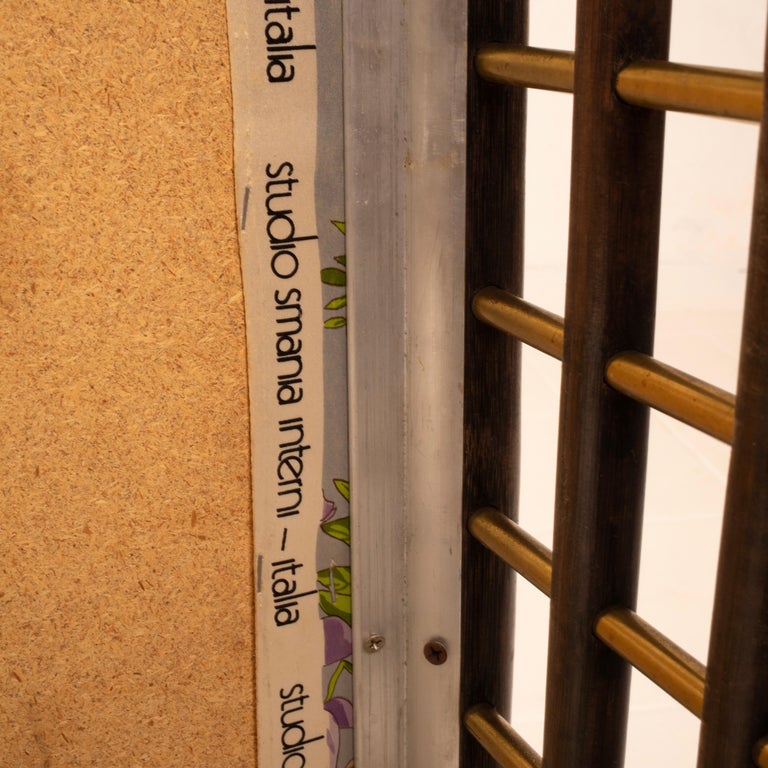 italia
studio smania interni – italia
studio